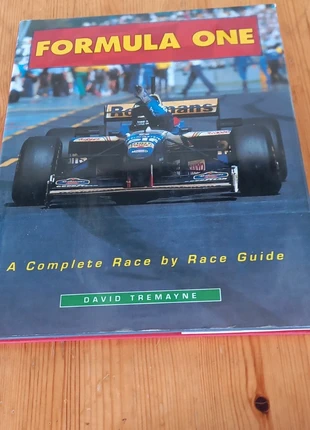 FORMULA ONE
Rothmans
A Complete Race by Race Guide
DAVID TREMAYNE